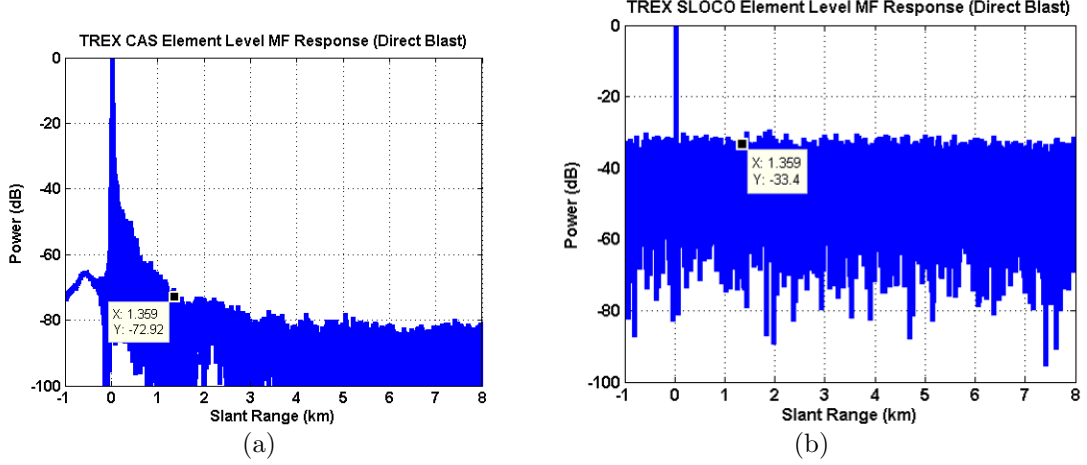 TREX CAS Element Level MF Response (Direct Blast)
0
-20
-40
-60
-80
-100
Power (dB)
X: 1.359
Y: -72.92
-1 0 1 2 3 4 5 6 7 8
Slant Range (km)
(a)
TREX SLOCO Element Level MF Response (Direct Blast)
0
-20
-40
-60
-80
-100
Power (dB)
X: 1.359
Y: -33.4
-1 0 1 2 3 4 5 6 7 8
Slant Range (km)
(b)